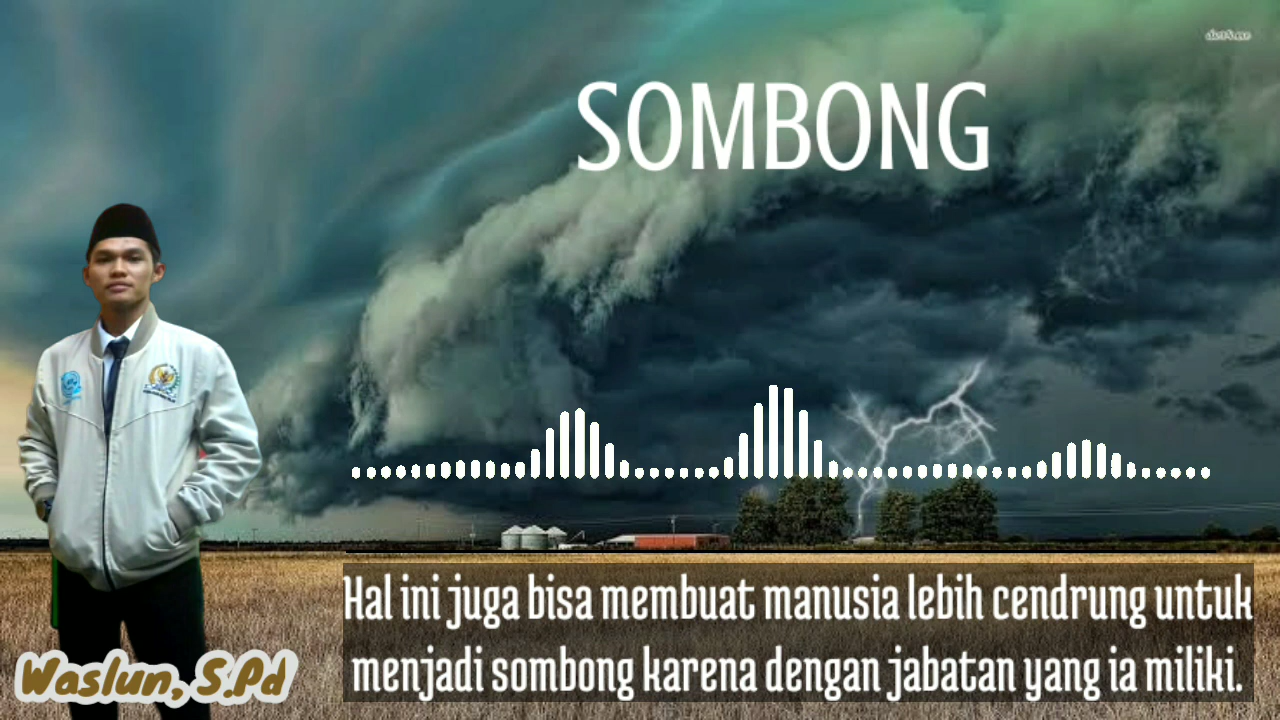 SOMBONG
Hal ini juga bisa membuat manusia lebih cendrung untuk
menjadi sombong karena dengan jabatan yang ia miliki.
Waslun, S.Pd